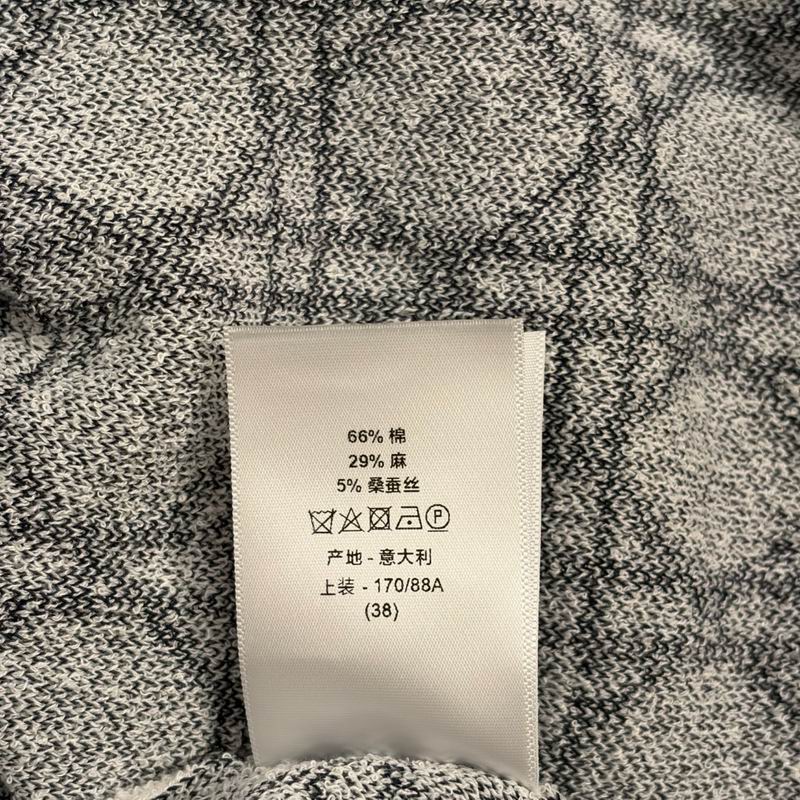 66% 棉
29% 麻
5% 桑蚕丝
P
产地 - 意大利
上装 - 170/88A
(38)